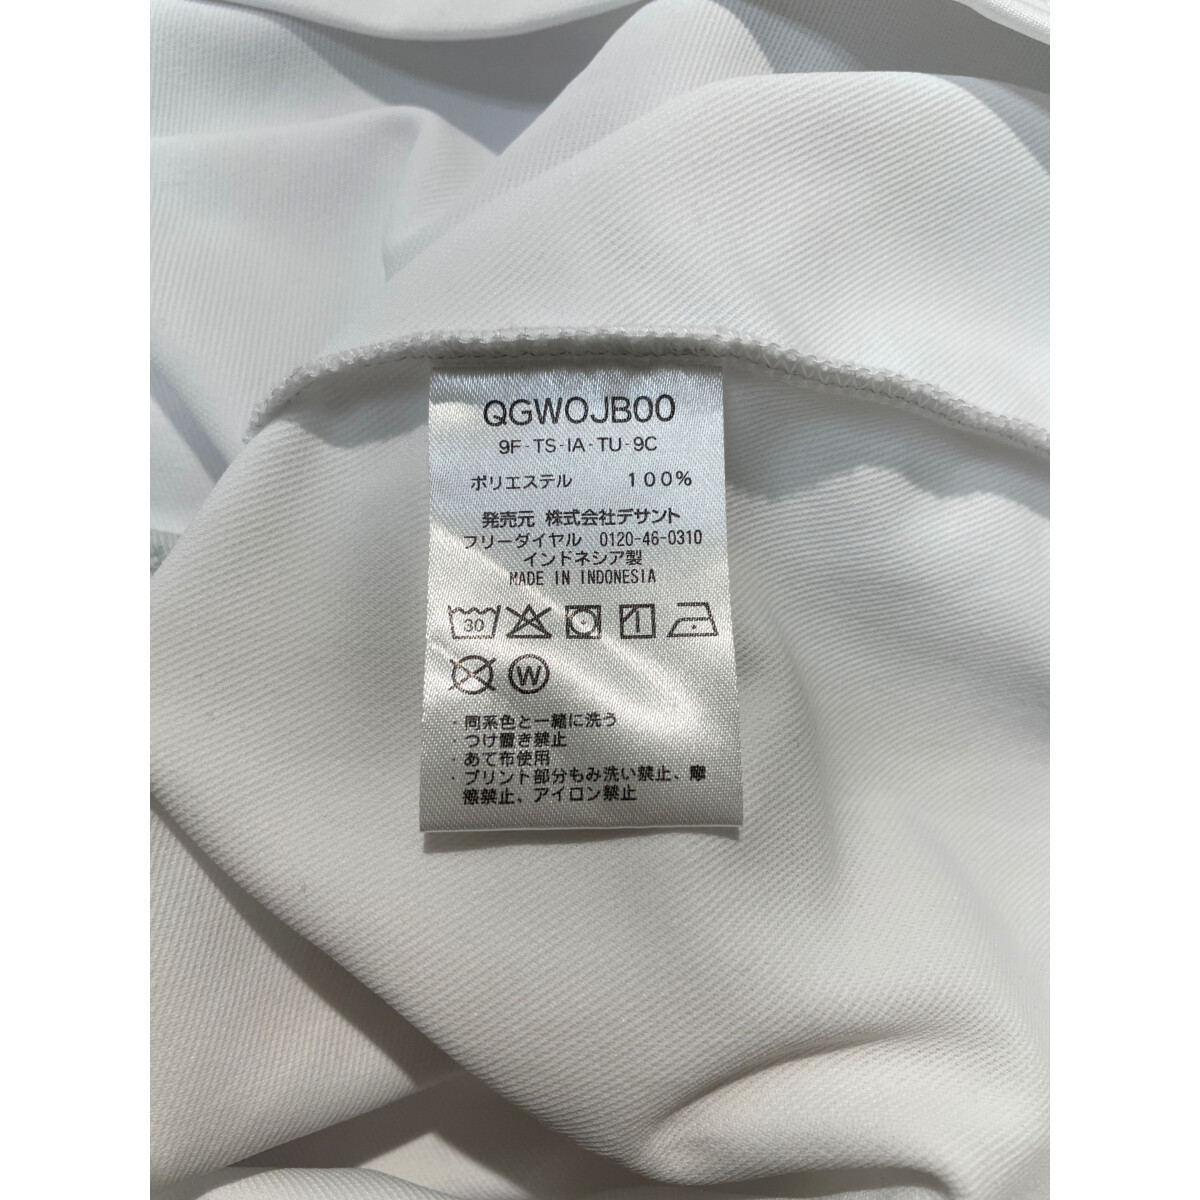 QGWOJB00
9F-TS-IA-TU-9C
ポリエステル 100%
発売元 株式会社デサント
フリーダイヤル 0120-46-0310
インドネシア製
MADE IN INDONESIA
30
W
・同系色と一緒に洗う
・つけ置き禁止
・あて布使用
・プリント部分もみ洗い禁止、摩
擦禁止、アイロン禁止